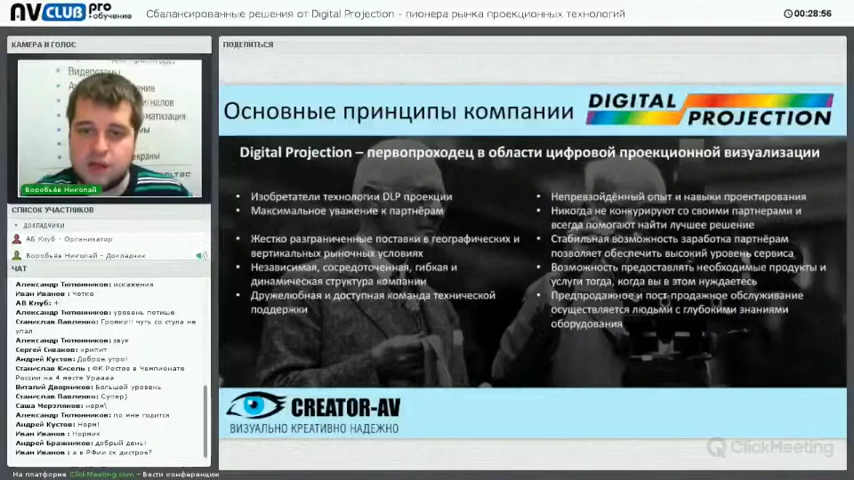 AV CLUB pro обучение
Сбалансированные решения от Digital Projection - пионера рынка проекционных технологий
00:28:56
КАМЕРА И ГОЛОС
Видеостены
Воробьёв Николай
СПИСОК УЧАСТНИКОВ
ДОКЛАДЧИКИ
АВ Клуб - Организатор
Воробьёв Николай - Докладчик
ЧАТ
Александр Тютюнников: искажения
Иван Иванов: Чотко
АВ Клуб: +
Александр Тютюнников: уровень потише
Станислав Павленко: Громко!! чуть со стула не
упал
Александр Тютюнников: звук
Сергей Сиваков: хрипит
Андрей Кустов: Доброе утро!
Станислав Кисель: ФК Ростов в Чемпионате
России на 4 месте Урааа
Виталий Дворников: Большой уровень
Станислав Павленко: Супер)
Саша Мерзляков: норм\
Александр Тютюнников: по мне годится
Андрей Кустов: Норм!
Иван Иванов: Нормик
Андрей Бражников: добрый день!
Иван Иванов: а в РФии ск дистров?
На платформе ClickMeeting.com - Вести конференцию
ПОДЕЛИТЬСЯ
Основные принципы компании
DIGITAL PROJECTION
Digital Projection – первопроходец в области цифровой проекционной визуализации
• Изобретатели технологии DLP проекции
• Максимальное уважение к партнёрам
• Жестко разграниченные поставки в географических и
вертикальных рыночных условиях
• Независимая, сосредоточенная, гибкая и
динамическая структура компании
• Дружелюбная и доступная команда технической
поддержки
• Непревзойдённый опыт и навыки проектирования
• Никогда не конкурируют со своими партнерами и
всегда помогают найти лучшее решение
• Стабильная возможность заработка партнёрам
позволяет обеспечить высокий уровень сервиса
• Возможность предоставлять необходимые продукты и
услуги тогда, когда вы в этом нуждаетесь
• Предпродажное и пост-продажное обслуживание
осуществляется людьми с глубокими знаниями
оборудования
CREATOR-AV
ВИЗУАЛЬНО КРЕАТИВНО НАДЕЖНО
ClickMeeting